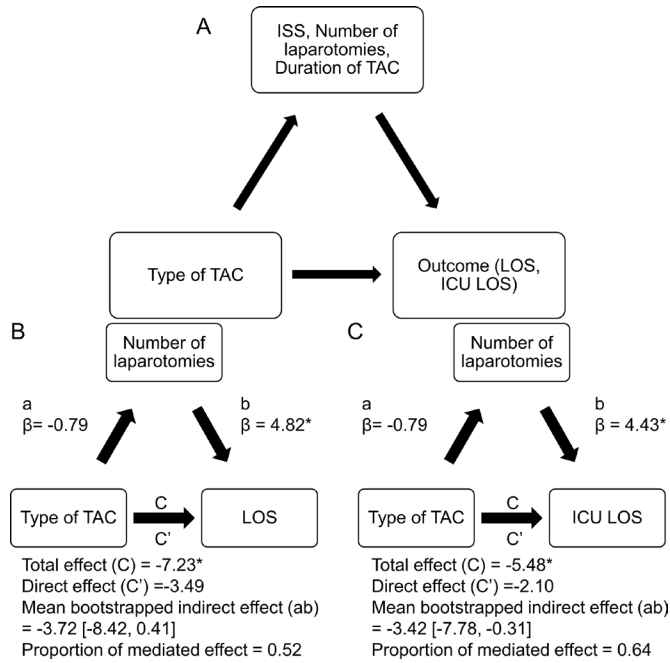 A
ISS, Number of
laparotomies,
Duration of TAC
Type of TAC
Outcome (LOS,
ICU LOS)
B
Number of
laparotomies
a
β= -0.79
b
β = 4.82*
Type of TAC
C
C’
LOS
Total effect (C) = -7.23*
Direct effect (C’) =-3.49
Mean bootstrapped indirect effect (ab)
= -3.72 [-8.42, 0.41]
Proportion of mediated effect = 0.52
C
Number of
laparotomies
a
β = -0.79
b
β = 4.43*
Type of TAC
C
C’
ICU LOS
Total effect (C) = -5.48*
Direct effect (C’) =-2.10
Mean bootstrapped indirect effect (ab)
= -3.42 [-7.78, -0.31]
Proportion of mediated effect = 0.64